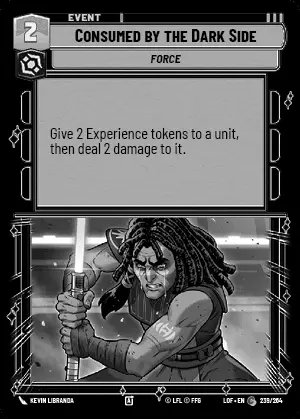 EVENT
2
CONSUMED BY THE DARK SIDE
FORCE
Give 2 Experience tokens to a unit,
then deal 2 damage to it.
KEVIN LIBRANDA
© LFL © FFG
LOF • EN
239/264